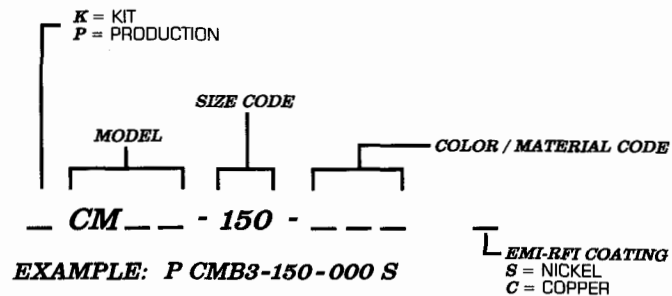 K = KIT
P = PRODUCTION
SIZE CODE
MODEL
COLOR / MATERIAL CODE
_ CM _ _ - 150 - _ _ _ _
EMI-RFI COATING
EXAMPLE: P CMB3-150-000 S
S = NICKEL
C = COPPER